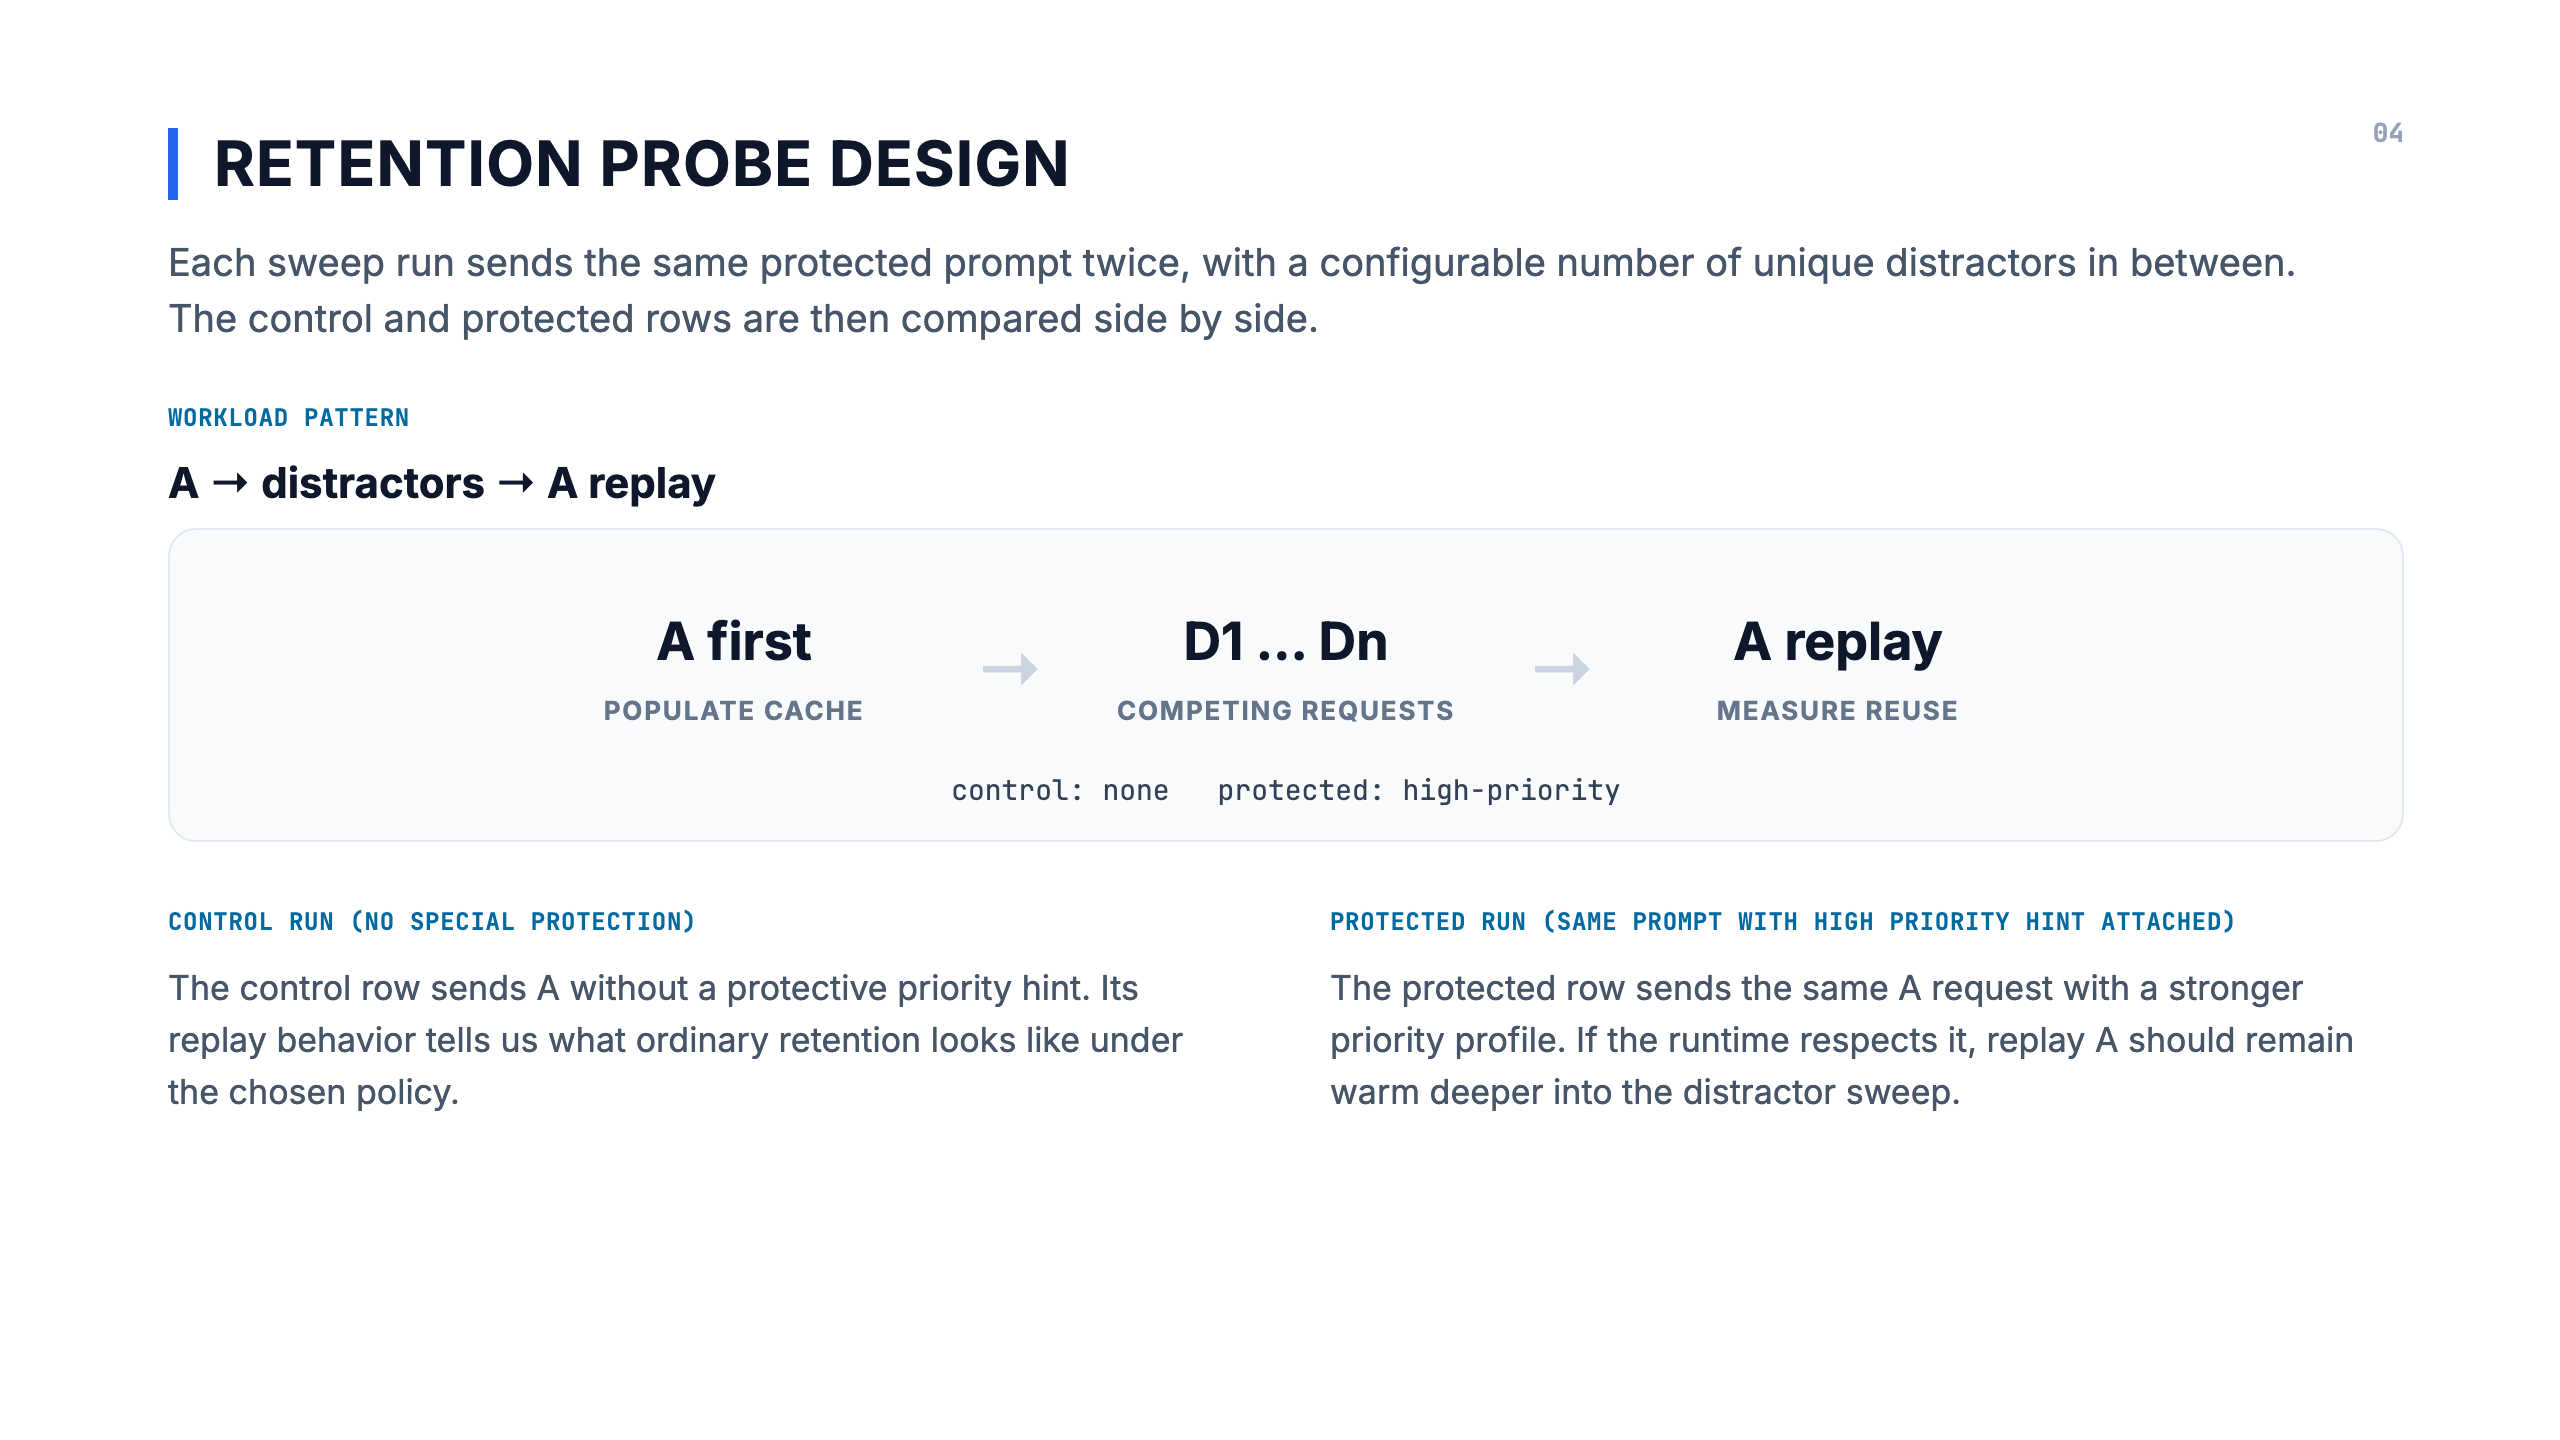 RETENTION PROBE DESIGN
04
Each sweep run sends the same protected prompt twice, with a configurable number of unique distractors in between.
The control and protected rows are then compared side by side.
WORKLOAD PATTERN
A → distractors → A replay
A first → D1 ... Dn → A replay
POPULATE CACHE COMPETING REQUESTS MEASURE REUSE
control: none protected: high-priority
CONTROL RUN (NO SPECIAL PROTECTION)
The control row sends A without a protective priority hint. Its
replay behavior tells us what ordinary retention looks like under
the chosen policy.
PROTECTED RUN (SAME PROMPT WITH HIGH PRIORITY HINT ATTACHED)
The protected row sends the same A request with a stronger
priority profile. If the runtime respects it, replay A should remain
warm deeper into the distractor sweep.